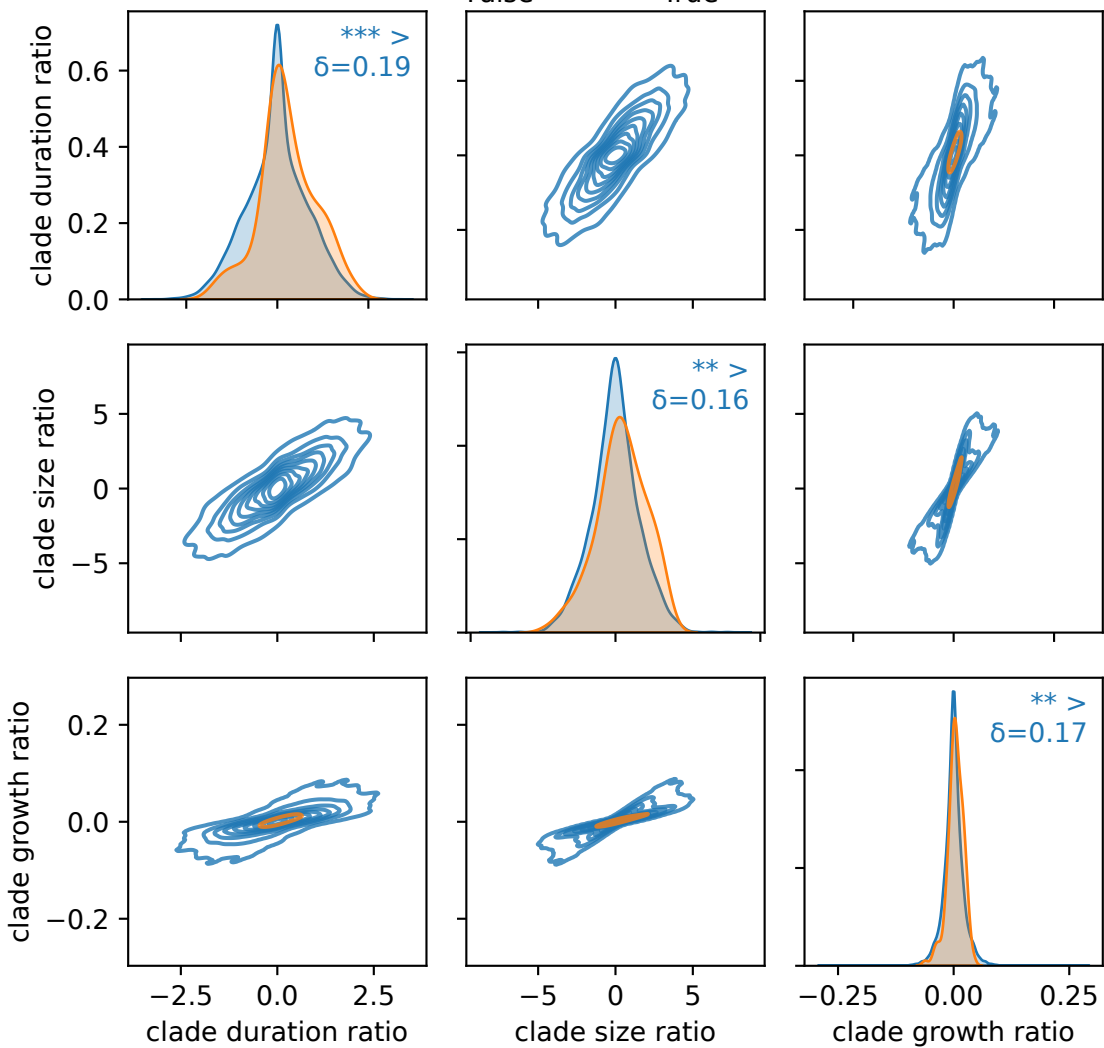 False True
clade duration ratio
0.6
0.4
0.2
0.0
*** >
δ=0.19
clade size ratio
5
0
−5
** >
δ=0.16
clade growth ratio
0.2
0.0
−0.2
** >
δ=0.17
−2.5 0.0 2.5
−5 0 5
−0.25 0.00 0.25
clade duration ratio
clade size ratio
clade growth ratio